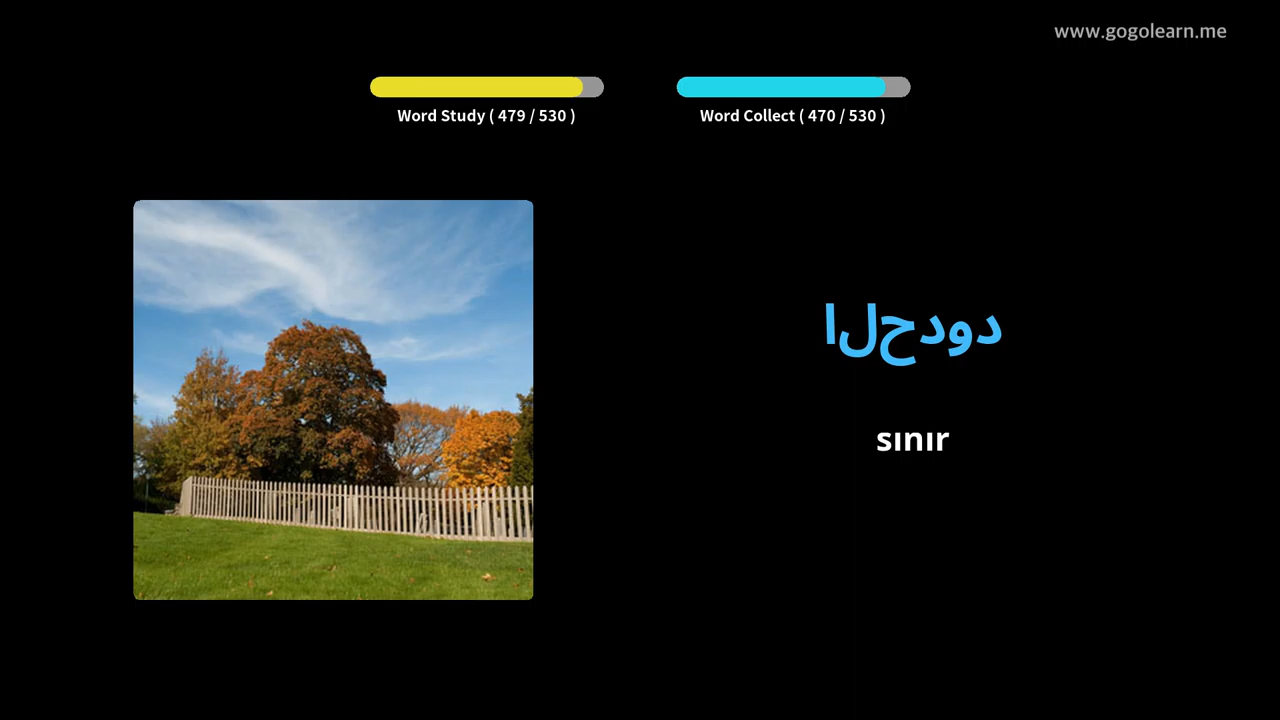 www.gogolearn.me
Word Study ( 479 / 530 )
Word Collect ( 470 / 530 )
الحدود
sınır